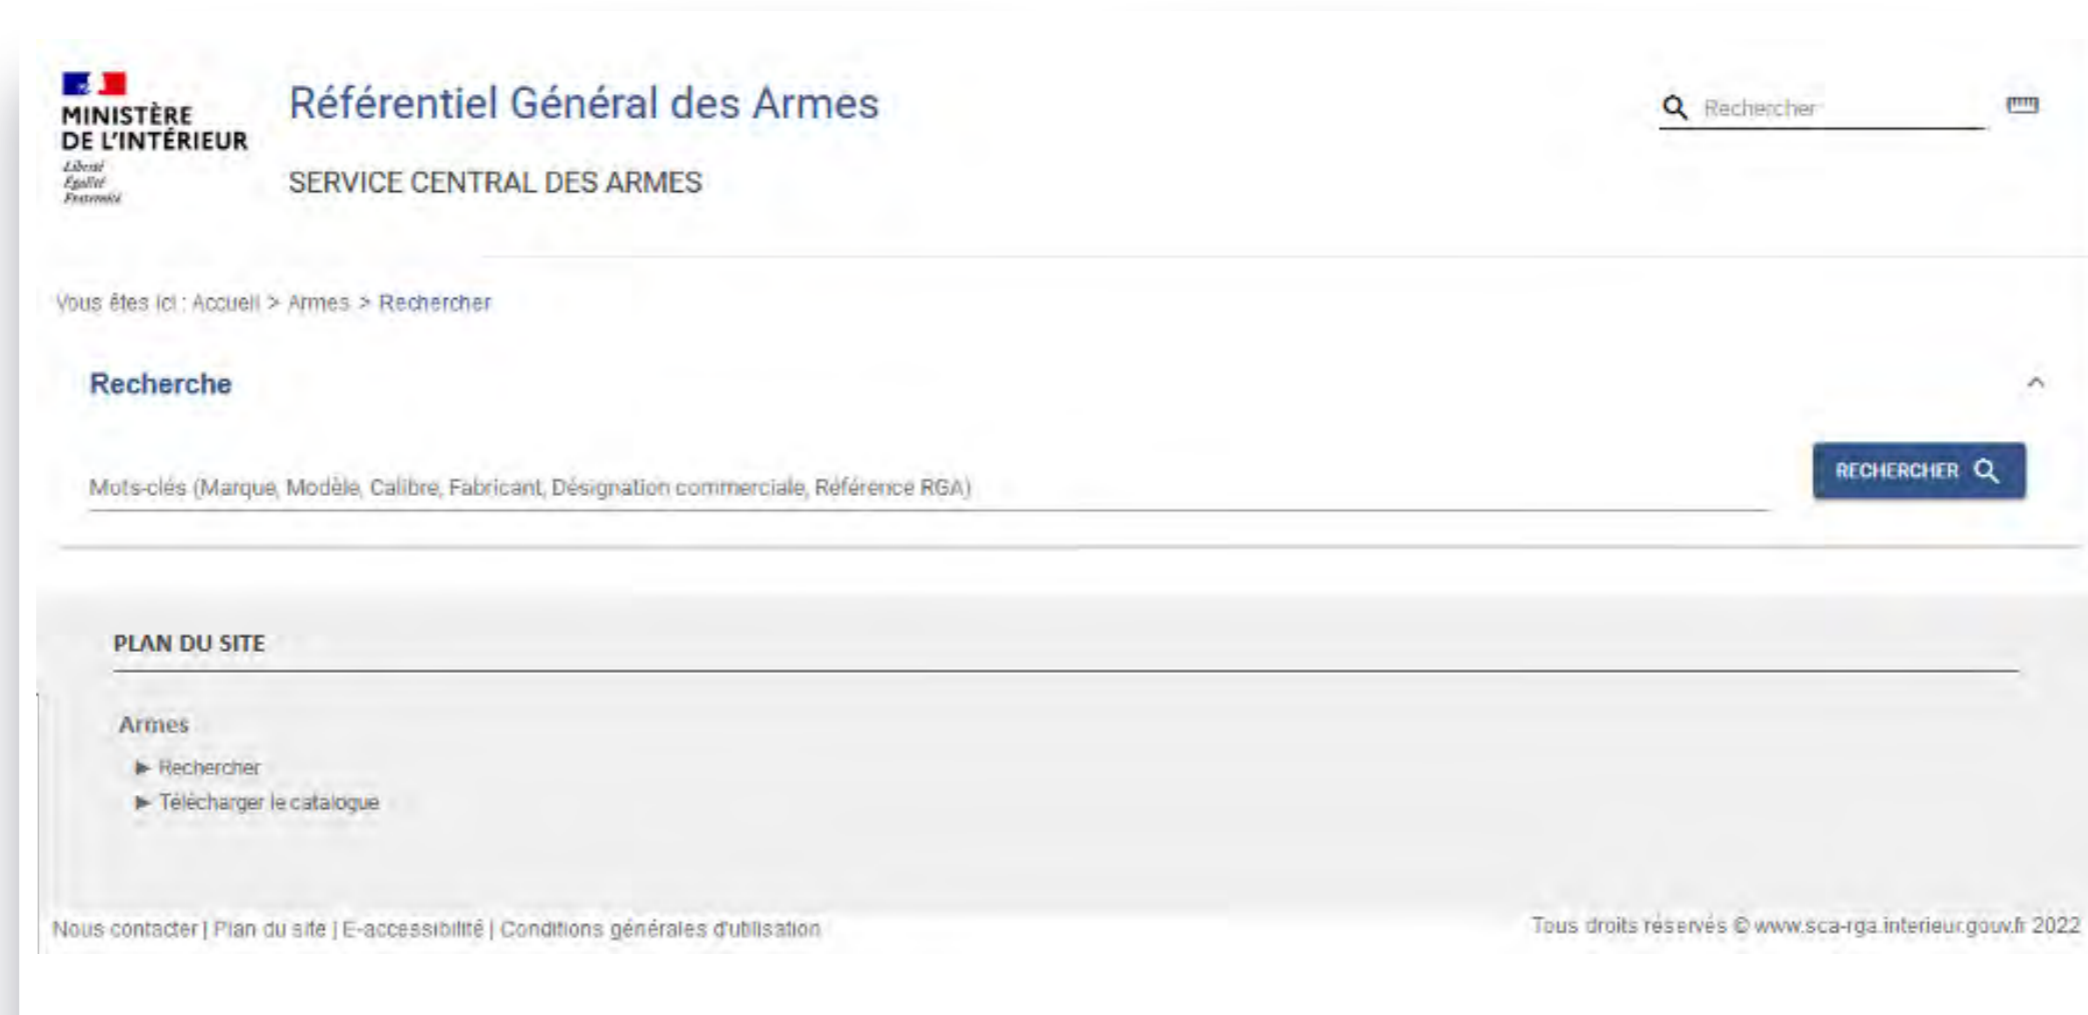 MINISTÈRE
DE L'INTÉRIEUR
Liberté
Égalité
Fraternité
Référentiel Général des Armes
SERVICE CENTRAL DES ARMES
Rechercher
Vous êtes ici : Accueil > Armes > Rechercher
Recherche
Mots-clés (Marque, Modèle, Calibre, Fabricant, Désignation commerciale, Référence RGA)
RECHERCHER
PLAN DU SITE
Armes
► Rechercher
► Télécharger le catalogue
Nous contacter | Plan du site | E-accessibilité | Conditions générales d'utilisation
Tous droits réservés © www.sca-rga.interieur.gouv.fr 2022